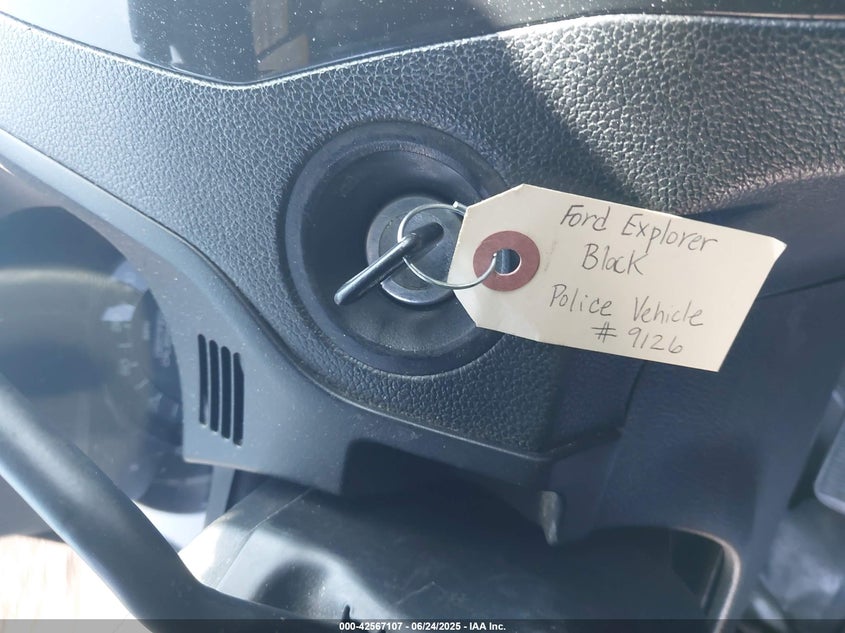 Ford Explorer
Black
Police Vehicle
# 9126
000-42567107 - 06/24/2025 - IAA Inc.